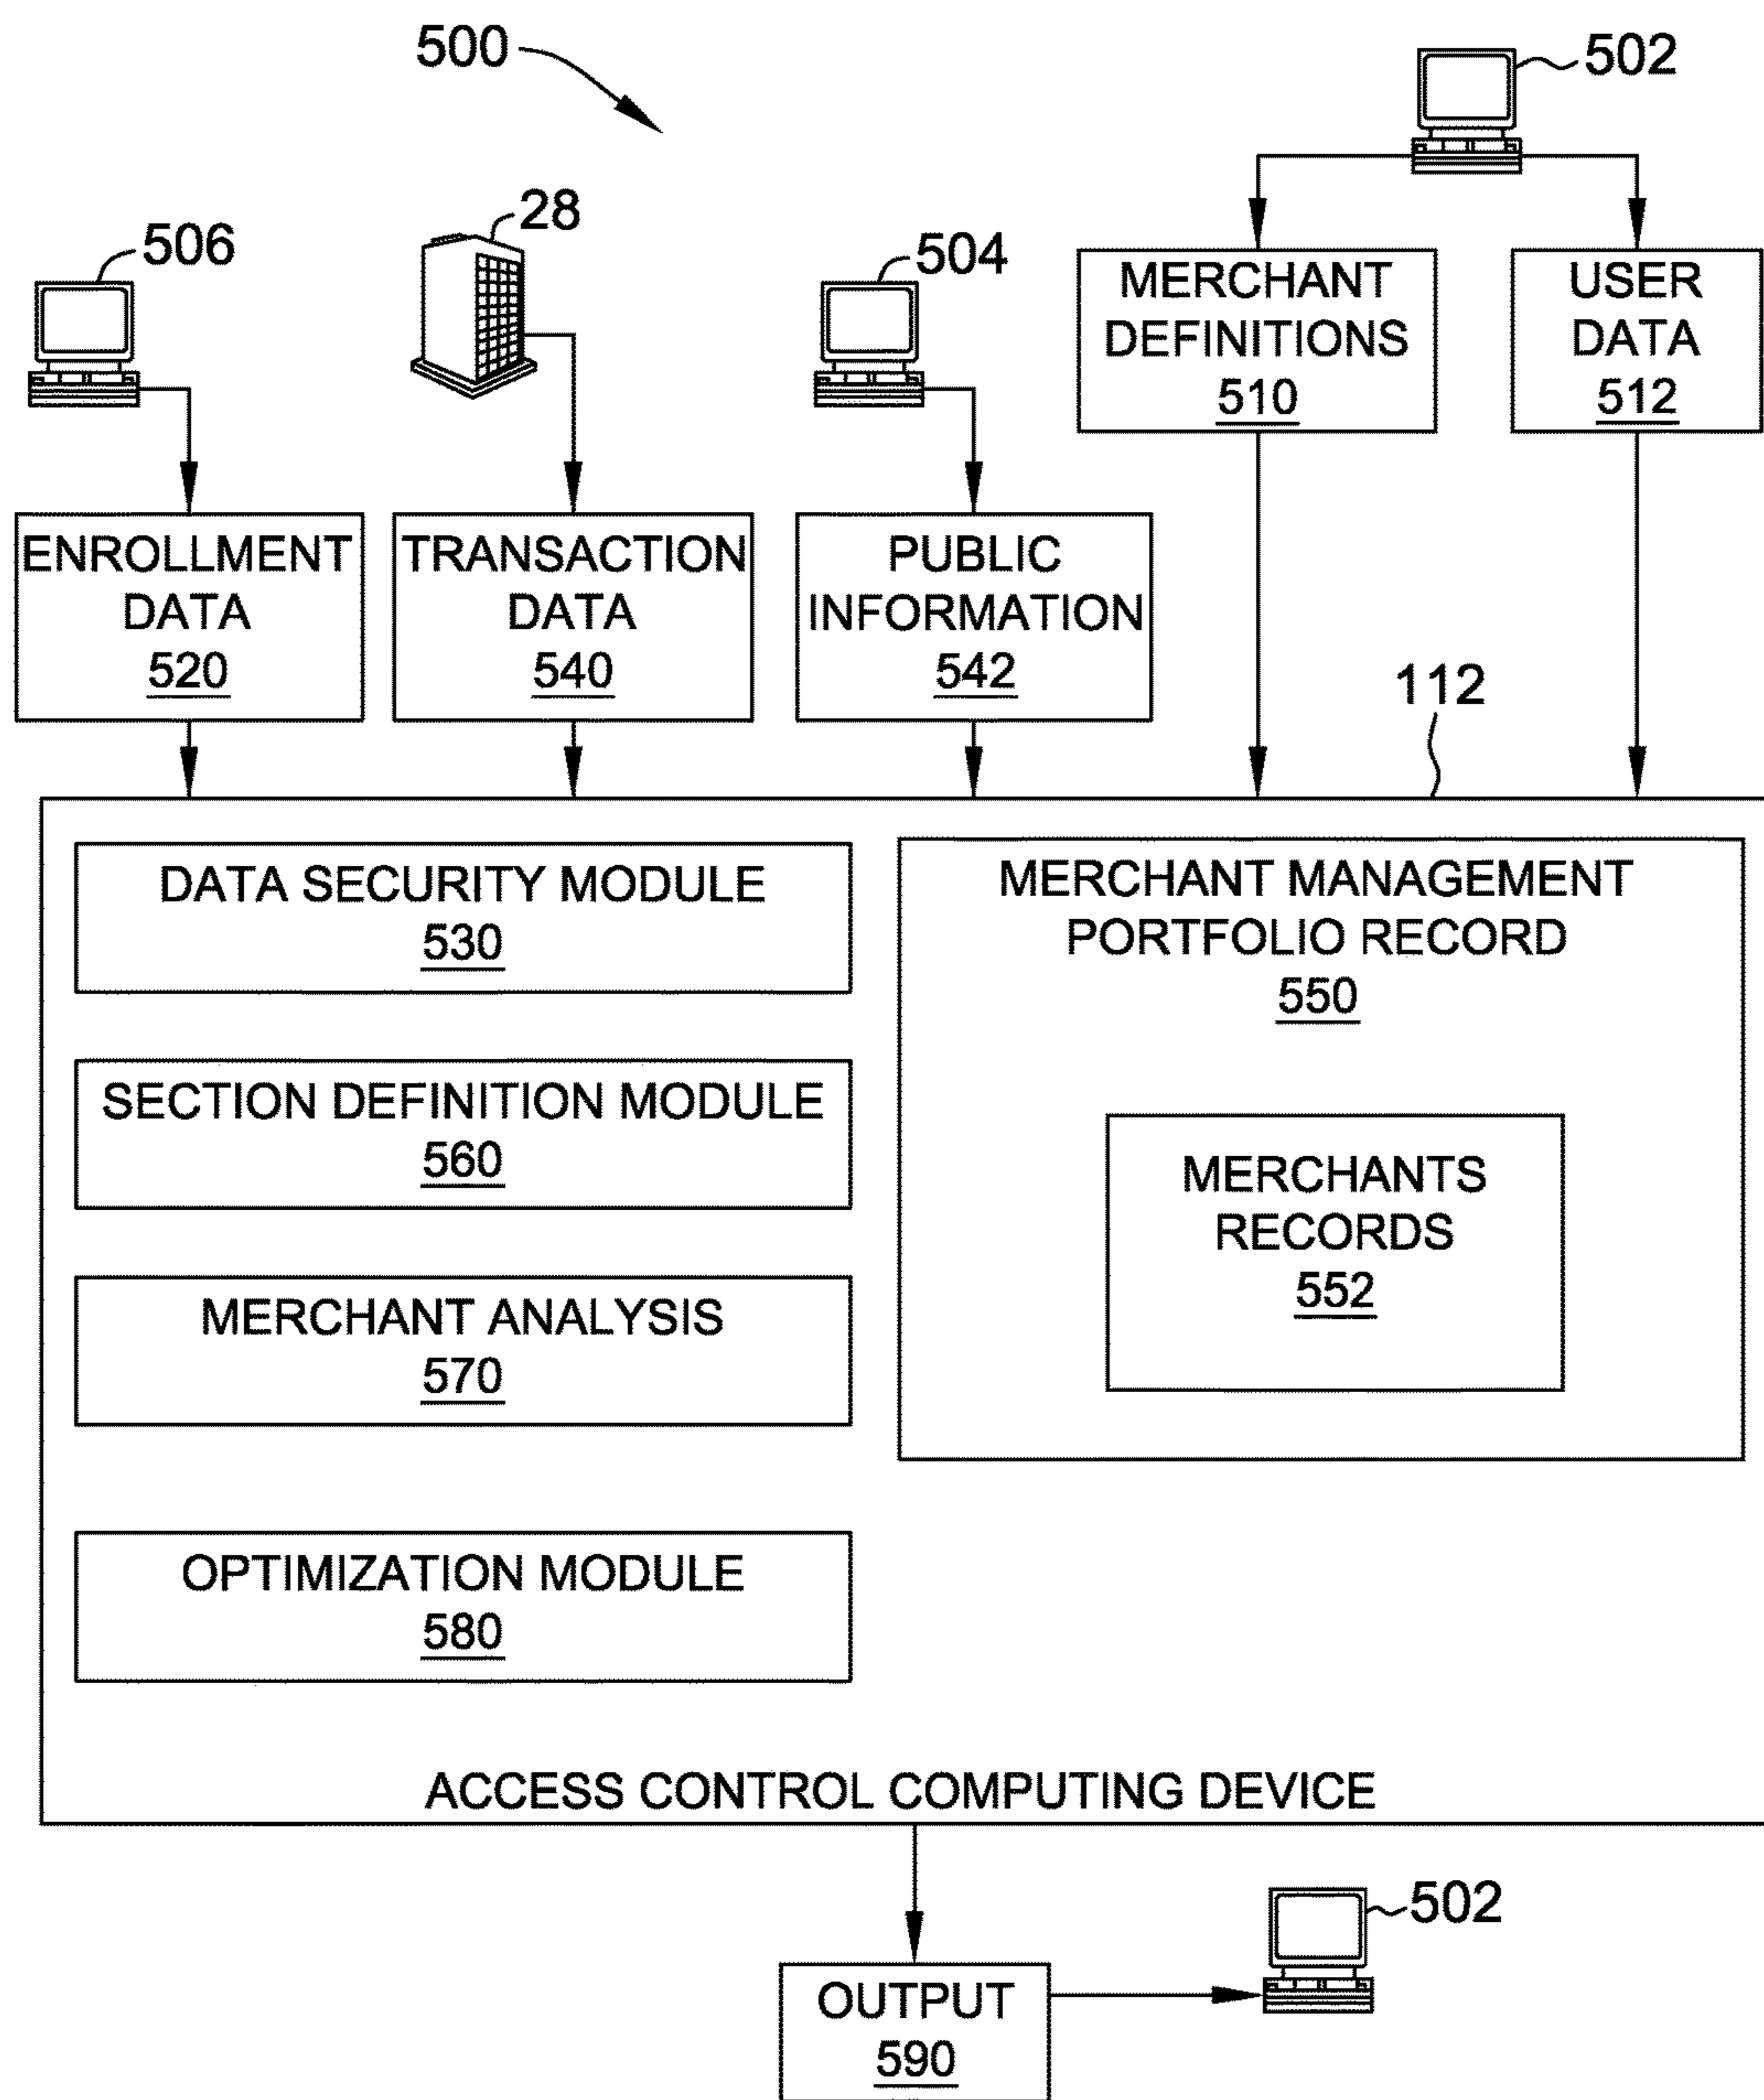 500
502
506
28
504
MERCHANT
DEFINITIONS
510
USER
DATA
512
ENROLLMENT
DATA
520
TRANSACTION
DATA
540
PUBLIC
INFORMATION
542
112
DATA SECURITY MODULE
530
SECTION DEFINITION MODULE
560
MERCHANT ANALYSIS
570
OPTIMIZATION MODULE
580
MERCHANT MANAGEMENT
PORTFOLIO RECORD
550
MERCHANTS
RECORDS
552
ACCESS CONTROL COMPUTING DEVICE
502
OUTPUT
590